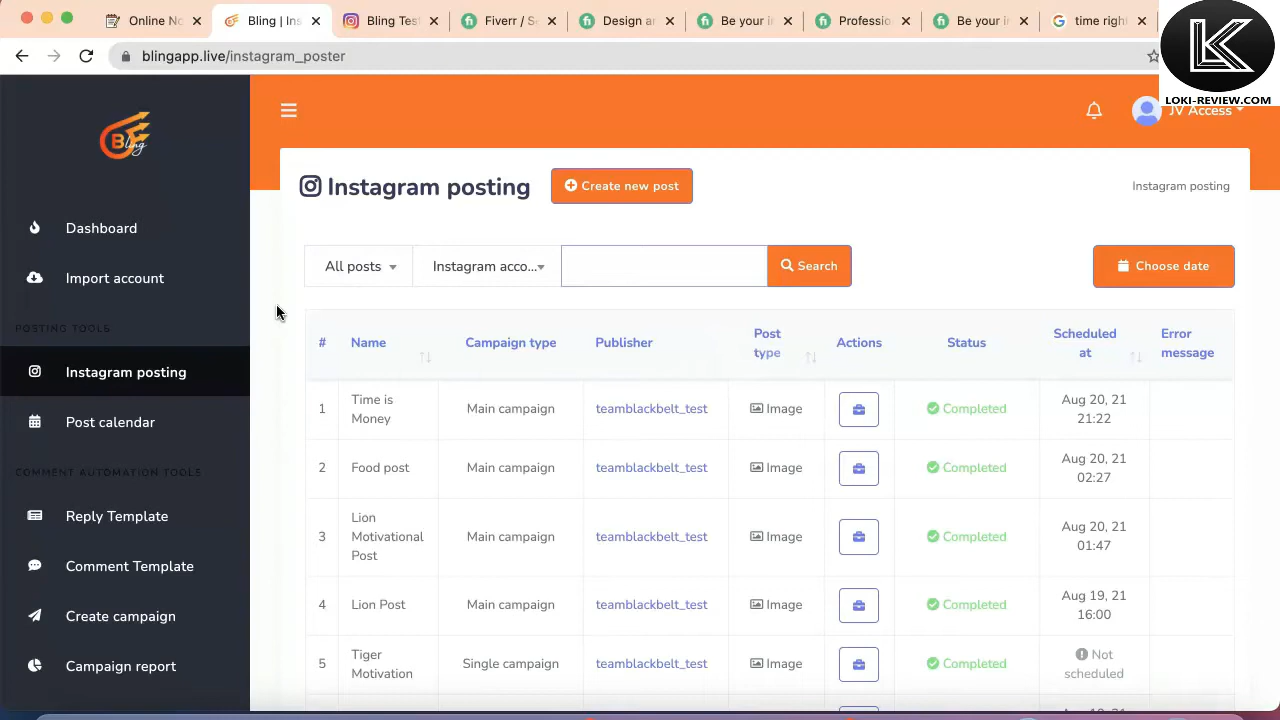 Online No
Bling | Ins
Bling Tes
Fiverr / S
Design ar
Be your i
Professio
Be your i
time righ
blingapp.live/instagram_poster
LK
LOKI-REVIEW.COM
Bling
JV Access
Instagram posting
Create new post
Instagram posting
Dashboard
Import account
POSTING TOOLS
Instagram posting
Post calendar
COMMENT AUTOMATION TOOLS
Reply Template
Comment Template
Create campaign
Campaign report
All posts
Instagram acco...
Search
Choose date
# Name Campaign type Publisher Post type Actions Status Scheduled at Error message
1 Time is Money Main campaign teamblackbelt_test Image Completed Aug 20, 21 21:22
2 Food post Main campaign teamblackbelt_test Image Completed Aug 20, 21 02:27
3 Lion Motivational Post Main campaign teamblackbelt_test Image Completed Aug 20, 21 01:47
4 Lion Post Main campaign teamblackbelt_test Image Completed Aug 19, 21 16:00
5 Tiger Motivation Single campaign teamblackbelt_test Image Completed Not scheduled